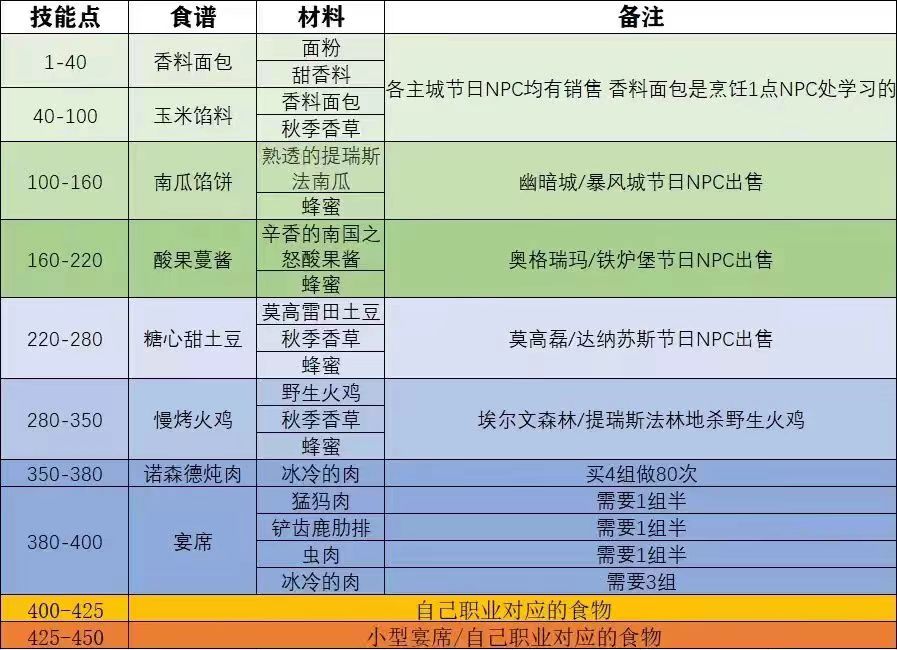 技能点 食谱 材料 备注
1-40 香料面包 面粉
甜香料
各主城节日NPC均有销售 香料面包是烹饪1点NPC处学习的
40-100 玉米馅料 香料面包
秋季香草
100-160 南瓜馅饼 熟透的提瑞斯
法南瓜
蜂蜜
幽暗城/暴风城节日NPC出售
160-220 酸果蔓酱 辛香的南国之
怒酸果酱
蜂蜜
奥格瑞玛/铁炉堡节日NPC出售
220-280 糖心甜土豆 莫高雷田土豆
秋季香草
蜂蜜
莫高磊/达纳苏斯节日NPC出售
280-350 慢烤火鸡 野生火鸡
秋季香草
蜂蜜
埃尔文森林/提瑞斯法林地杀野生火鸡
350-380 诺森德炖肉 冰冷的肉 买4组做80次
380-400 宴席 猛犸肉 需要1组半
铲齿鹿肋排 需要1组半
虫肉 需要1组半
冰冷的肉 需要3组
400-425 自己职业对应的食物
425-450 小型宴席/自己职业对应的食物